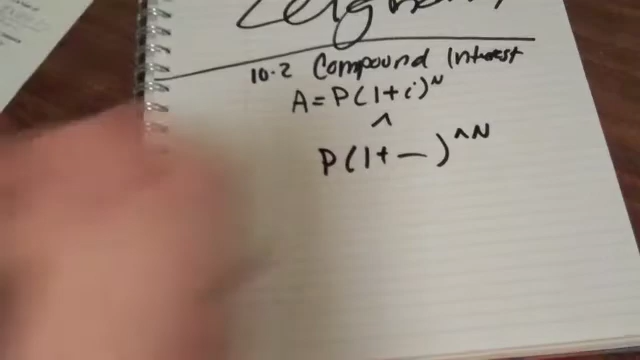 10.2 Compound Interest
A = P(1+i)^N
^
P(1+ — )^^N